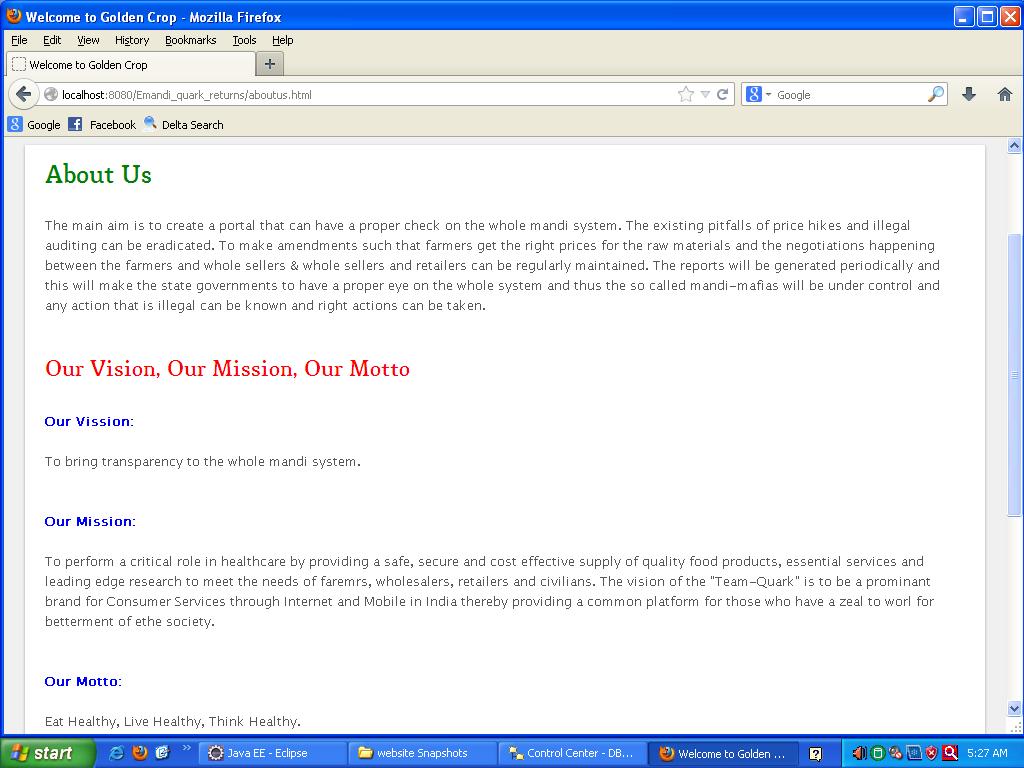 Welcome to Golden Crop - Mozilla Firefox
File Edit View History Bookmarks Tools Help
Welcome to Golden Crop
localhost:8080/Emandi_quark_returns/aboutus.html
Google
Google Facebook Delta Search
About Us
The main aim is to create a portal that can have a proper check on the whole mandi system. The existing pitfalls of price hikes and illegal
auditing can be eradicated. To make amendments such that farmers get the right prices for the raw materials and the negotiations happening
between the farmers and whole sellers & whole sellers and retailers can be regularly maintained. The reports will be generated periodically and
this will make the state governments to have a proper eye on the whole system and thus the so called mandi-mafias will be under control and
any action that is illegal can be known and right actions can be taken.
Our Vision, Our Mission, Our Motto
Our Vission:
To bring transparency to the whole mandi system.
Our Mission:
To perform a critical role in healthcare by providing a safe, secure and cost effective supply of quality food products, essential services and
leading edge research to meet the needs of faremrs, wholesalers, retailers and civilians. The vision of the "Team-Quark" is to be a prominant
brand for Consumer Services through Internet and Mobile in India thereby providing a common platform for those who have a zeal to worl for
betterment of ethe society.
Our Motto:
Eat Healthy, Live Healthy, Think Healthy.
start Java EE - Eclipse website Snapshots Control Center - DB... Welcome to Golden ... 5:27 AM